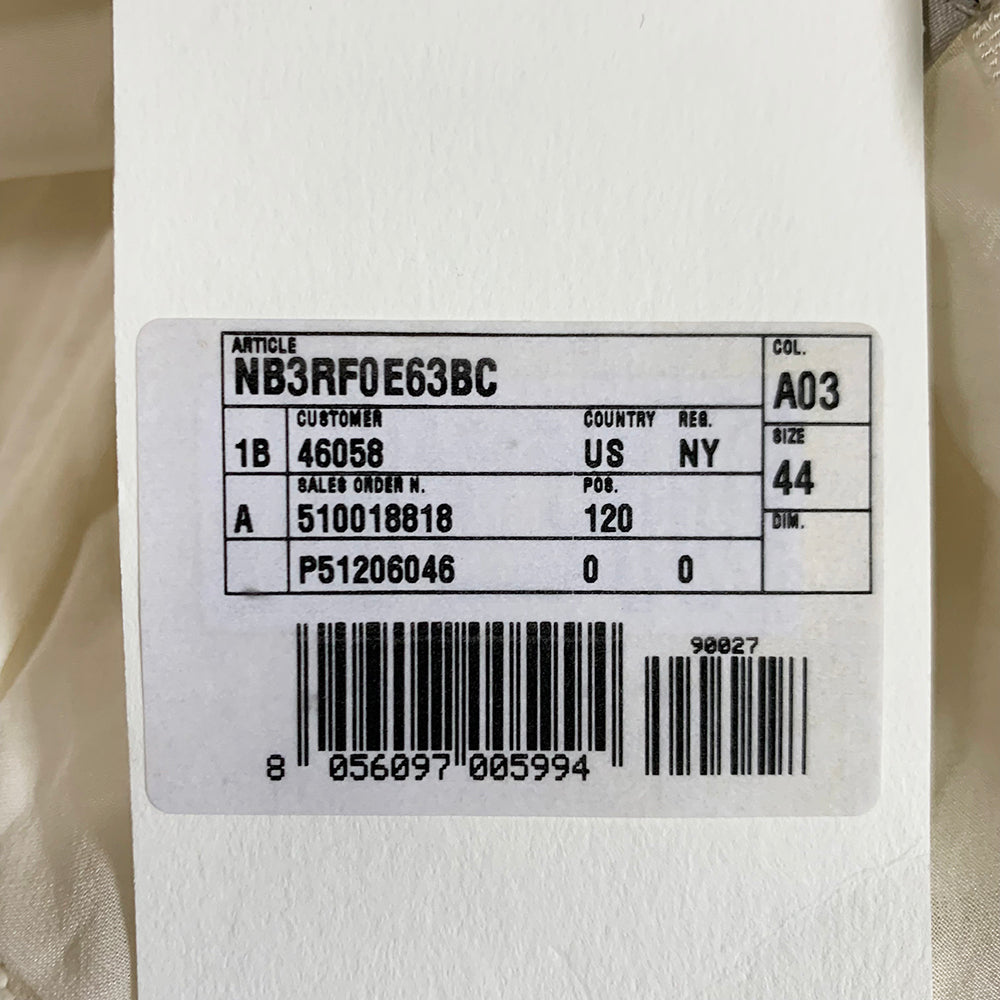 ARTICLE
NB3RF0E63BC
COL.
A03
CUSTOMER COUNTRY REG.
1B 46058 US NY
SIZE
44
SALES ORDER N. POS.
A 510018818 120
DIM.
P51206046 0 0
90027
8 056097 005994